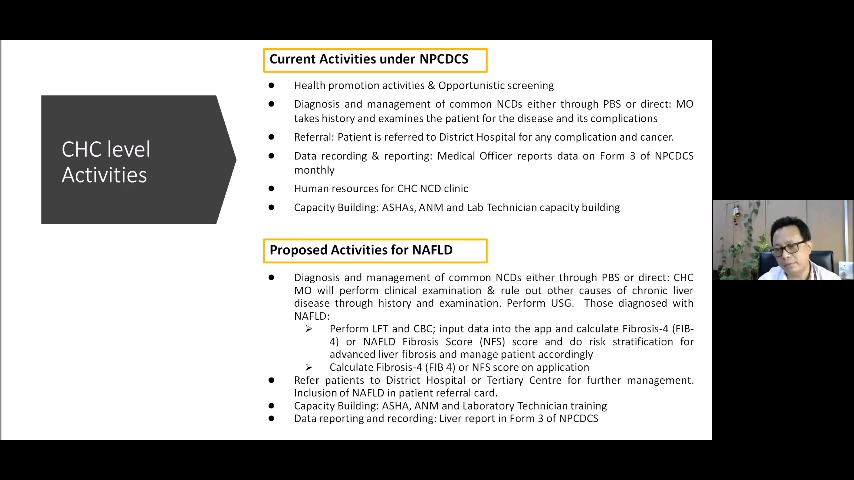 CHC level
Activities
Current Activities under NPCDCS
● Health promotion activities & Opportunistic screening
● Diagnosis and management of common NCDs either through PBS or direct: MO
takes history and examines the patient for the disease and its complications
● Referral: Patient is referred to District Hospital for any complication and cancer.
● Data recording & reporting: Medical Officer reports data on Form 3 of NPCDCS
monthly
● Human resources for CHC NCD clinic
● Capacity Building: ASHAs, ANM and Lab Technician capacity building
Proposed Activities for NAFLD
● Diagnosis and management of common NCDs either through PBS or direct: CHC
MO will perform clinical examination & rule out other causes of chronic liver
disease through history and examination. Perform USG. Those diagnosed with
NAFLD:
➢ Perform LFT and CBC; input data into the app and calculate Fibrosis-4 (FIB-
4) or NAFLD Fibrosis Score (NFS) score and do risk stratification for
advanced liver fibrosis and manage patient accordingly
➢ Calculate Fibrosis-4 (FIB 4) or NFS score on application
● Refer patients to District Hospital or Tertiary Centre for further management.
Inclusion of NAFLD in patient referral card.
● Capacity Building: ASHA, ANM and Laboratory Technician training
● Data reporting and recording: Liver report in Form 3 of NPCDCS